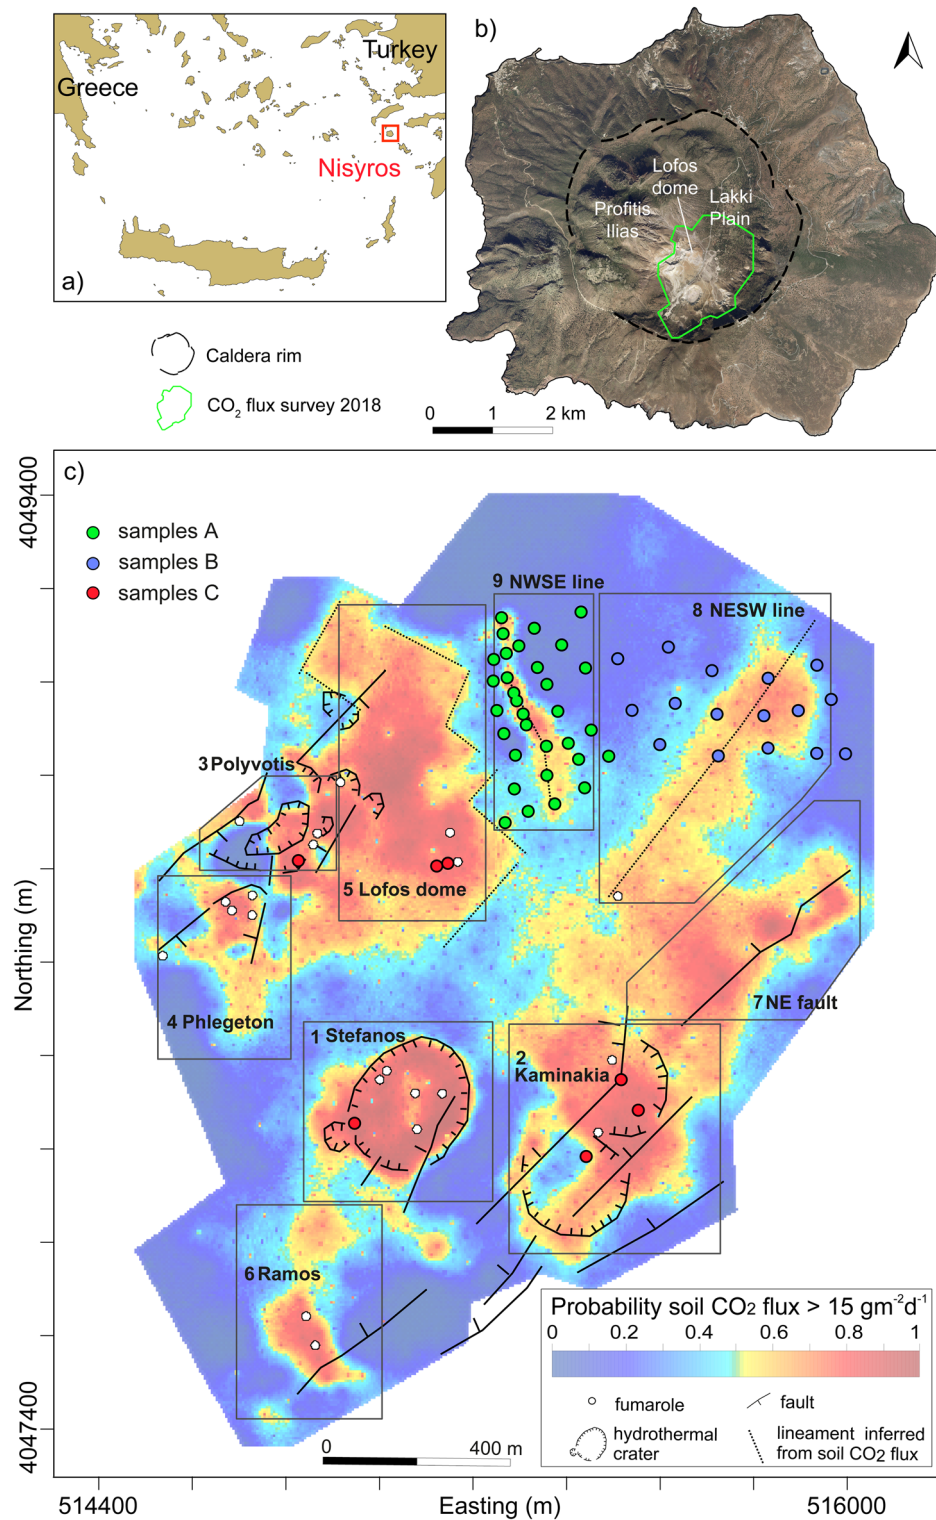 Turkey
Greece
Nisyros
a)
b)
Lofos
dome
Lakki
Plain
Profitis
Ilias
Caldera rim
CO2 flux survey 2018
0 1 2 km
c)
4049400
samples A
samples B
samples C
9 NWSE line
8 NESW line
3 Polyvotis
5 Lofos dome
Northing (m)
7 NE fault
4 Phlegeton
1 Stefanos
2
Kaminakia
6 Ramos
Probability soil CO2 flux > 15 gm-2d-1
0 0.2 0.4 0.6 0.8 1
fumarole
fault
hydrothermal
crater
lineament inferred
from soil CO2 flux
4047400
0 400 m
514400 Easting (m) 516000